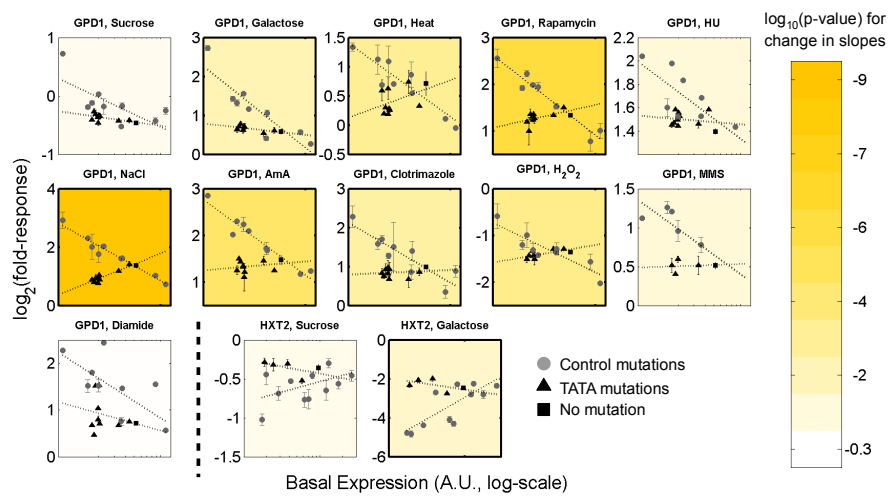 GPD1, Sucrose
GPD1, Galactose
GPD1, Heat
GPD1, Rapamycin
GPD1, HU
log10(p-value) for
change in slopes
1
0
-1
3
2
1
0
1.5
1
0.5
0
-0.5
3
2
1
2.2
2
1.8
1.6
1.4
-9
-7
-6
-4
-2
-2
-0.3
log2(fold-response)
GPD1, NaCl
GPD1, AmA
GPD1, Clotrimazole
GPD1, H2O2
GPD1, MMS
4
2
0
3
2
1
3
2
1
0
0
-1
-2
1.5
1
0.5
0
GPD1, Diamide
HXT2, Sucrose
HXT2, Galactose
2
1
0
0
-0.5
-1
-1.5
0
-2
-4
-6
Control mutations
TATA mutations
No mutation
Basal Expression (A.U., log-scale)